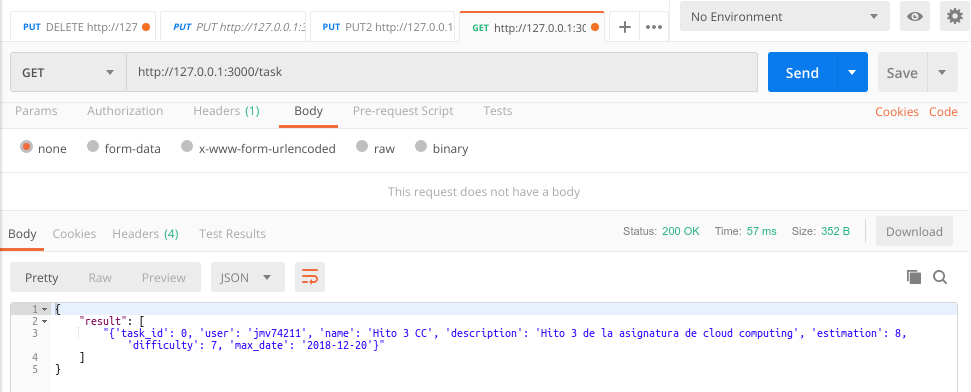 PUT DELETE http://127 PUT PUT http://127.0.0.1:3 PUT PUT2 http://127.0.0.1 GET http://127.0.0.1:30 + ••• No Environment
GET http://127.0.0.1:3000/task Send Save
Params Authorization Headers (1) Body Pre-request Script Tests Cookies Code
none form-data x-www-form-urlencoded raw binary
This request does not have a body
Body Cookies Headers (4) Test Results Status: 200 OK Time: 57 ms Size: 352 B Download
Pretty Raw Preview JSON
1 {
2 "result": [
3 "{'task_id': 0, 'user': 'jmv74211', 'name': 'Hito 3 CC', 'description': 'Hito 3 de la asignatura de cloud computing', 'estimation': 8,
'difficulty': 7, 'max_date': '2018-12-20'}"
4 ]
5 }